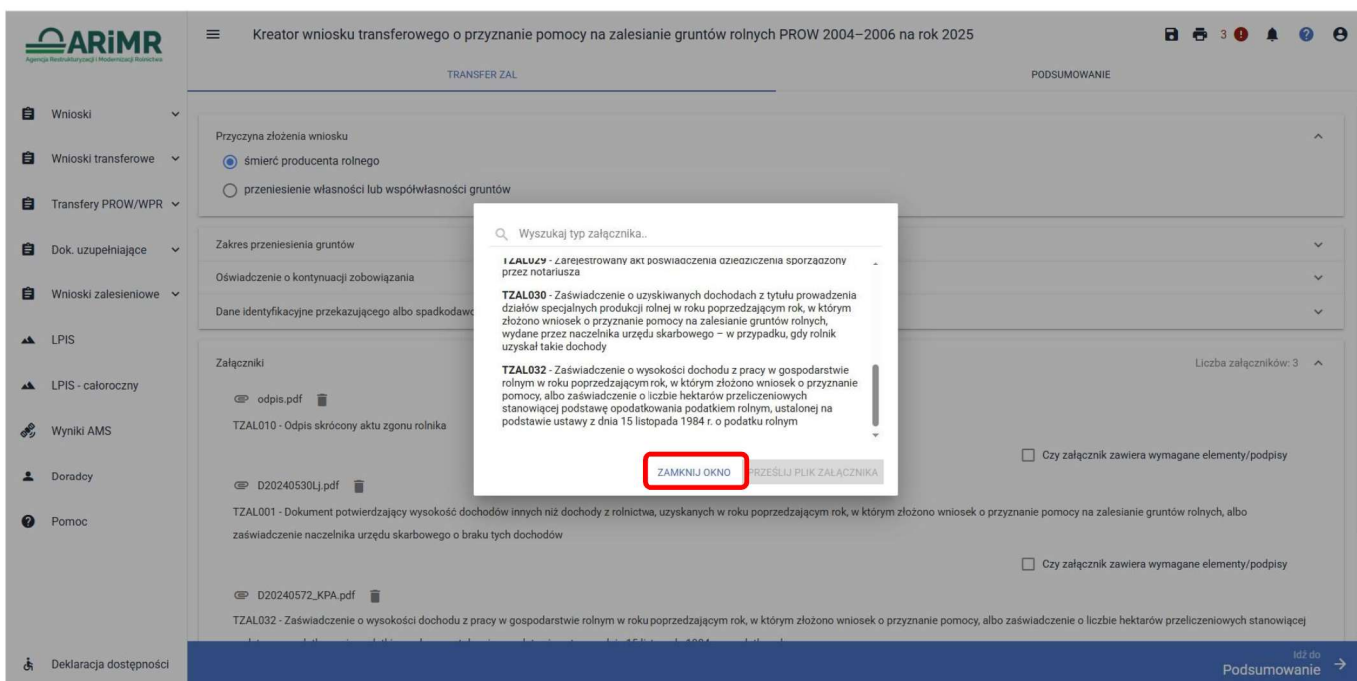 ARiMR
Agencja Restrukturyzacji i Modernizacji Rolnictwa
Kreator wniosku transferowego o przyznanie pomocy na zalesianie gruntów rolnych PROW 2004–2006 na rok 2025
3
TRANSFER ZAL
PODSUMOWANIE
Wnioski
Wnioski transferowe
Transfery PROW/WPR
Dok. uzupełniające
Wnioski zalesieniowe
LPIS
LPIS - całoroczny
Wyniki AMS
Doradcy
Pomoc
Deklaracja dostępności
Przyczyna złożenia wniosku
śmierć producenta rolnego
przeniesienie własności lub współwłasności gruntów
Zakres przeniesienia gruntów
Oświadczenie o kontynuacji zobowiązania
Dane identyfikacyjne przekazującego albo spadkodawc
Wyszukaj typ załącznika..
TZAL029 - Zarejestrowany akt poświadczenia dziedziczenia sporządzony
przez notariusza
TZAL030 - Zaświadczenie o uzyskiwanych dochodach z tytułu prowadzenia
działów specjalnych produkcji rolnej w roku poprzedzającym rok, w którym
złożono wniosek o przyznanie pomocy na zalesianie gruntów rolnych,
wydane przez naczelnika urzędu skarbowego – w przypadku, gdy rolnik
uzyskał takie dochody
TZAL032 - Zaświadczenie o wysokości dochodu z pracy w gospodarstwie
rolnym w roku poprzedzającym rok, w którym złożono wniosek o przyznanie
pomocy, albo zaświadczenie o liczbie hektarów przeliczeniowych
stanowiącej podstawę opodatkowania podatkiem rolnym, ustalonej na
podstawie ustawy z dnia 15 listopada 1984 r. o podatku rolnym
ZAMKNIJ OKNO
PRZEŚLIJ PLIK ZAŁĄCZNIKA
Załączniki
Liczba załączników: 3
odpis.pdf
TZAL010 - Odpis skrócony aktu zgonu rolnika
Czy załącznik zawiera wymagane elementy/podpisy
D20240530Lj.pdf
TZAL001 - Dokument potwierdzający wysokość dochodów innych niż dochody z rolnictwa, uzyskanych w roku poprzedzającym rok, w którym złożono wniosek o przyznanie pomocy na zalesianie gruntów rolnych, albo
zaświadczenie naczelnika urzędu skarbowego o braku tych dochodów
Czy załącznik zawiera wymagane elementy/podpisy
D20240572_KPA.pdf
TZAL032 - Zaświadczenie o wysokości dochodu z pracy w gospodarstwie rolnym w roku poprzedzającym rok, w którym złożono wniosek o przyznanie pomocy, albo zaświadczenie o liczbie hektarów przeliczeniowych stanowiącej
Idź do
Podsumowanie